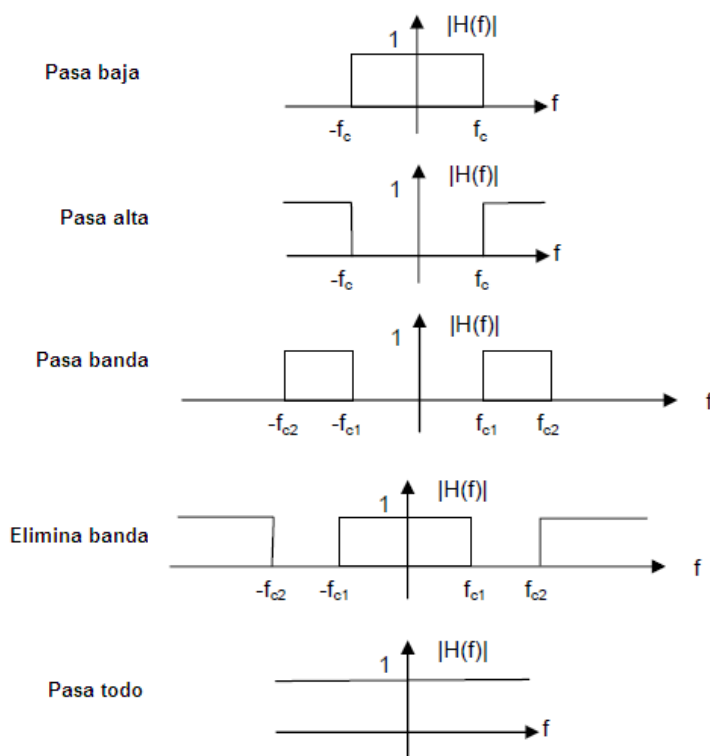 |H(f)|
1
Pasa baja
f
-fc fc
|H(f)|
1
Pasa alta
f
-fc fc
|H(f)|
1
Pasa banda
f
-fc2 -fc1 fc1 fc2
|H(f)|
1
Elimina banda
f
-fc2 -fc1 fc1 fc2
|H(f)|
1
Pasa todo
f